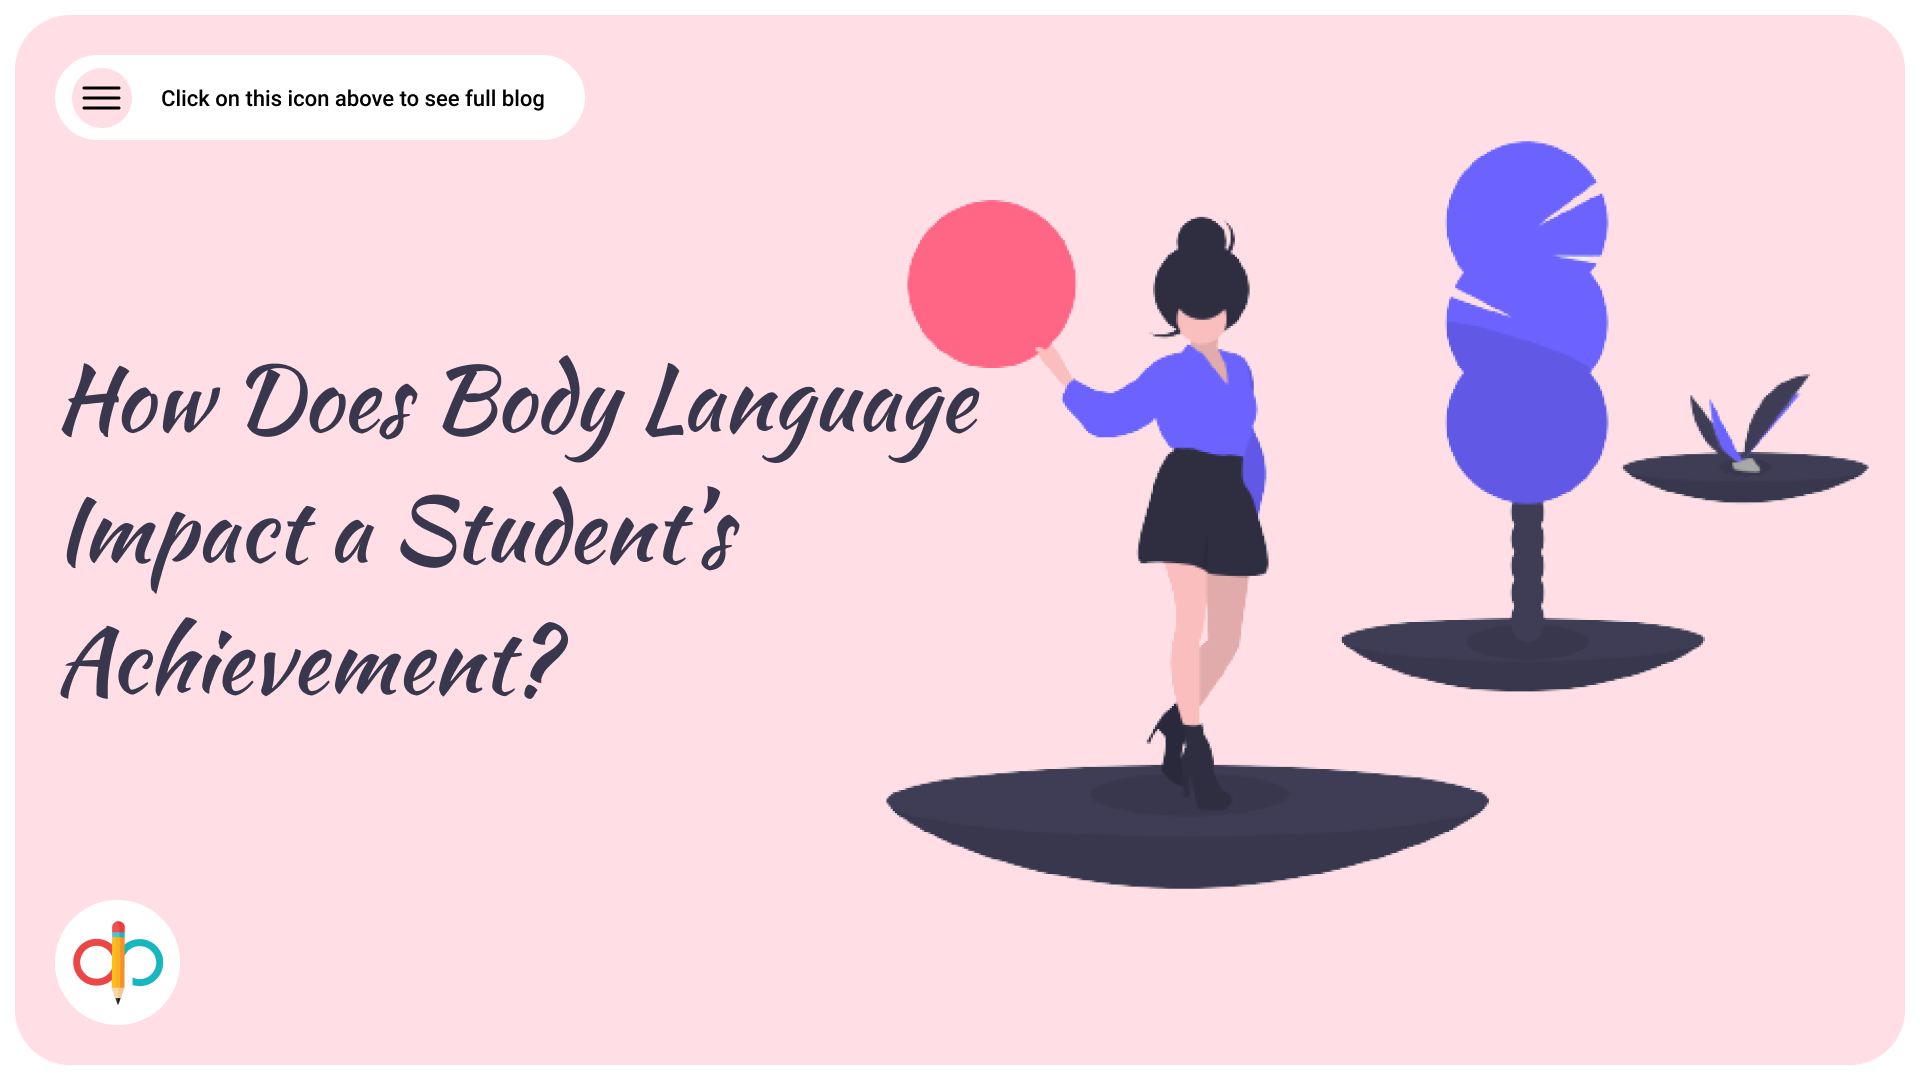 Click on this icon above to see full blog
How Does Body Language
Impact a Student's
Achievement?